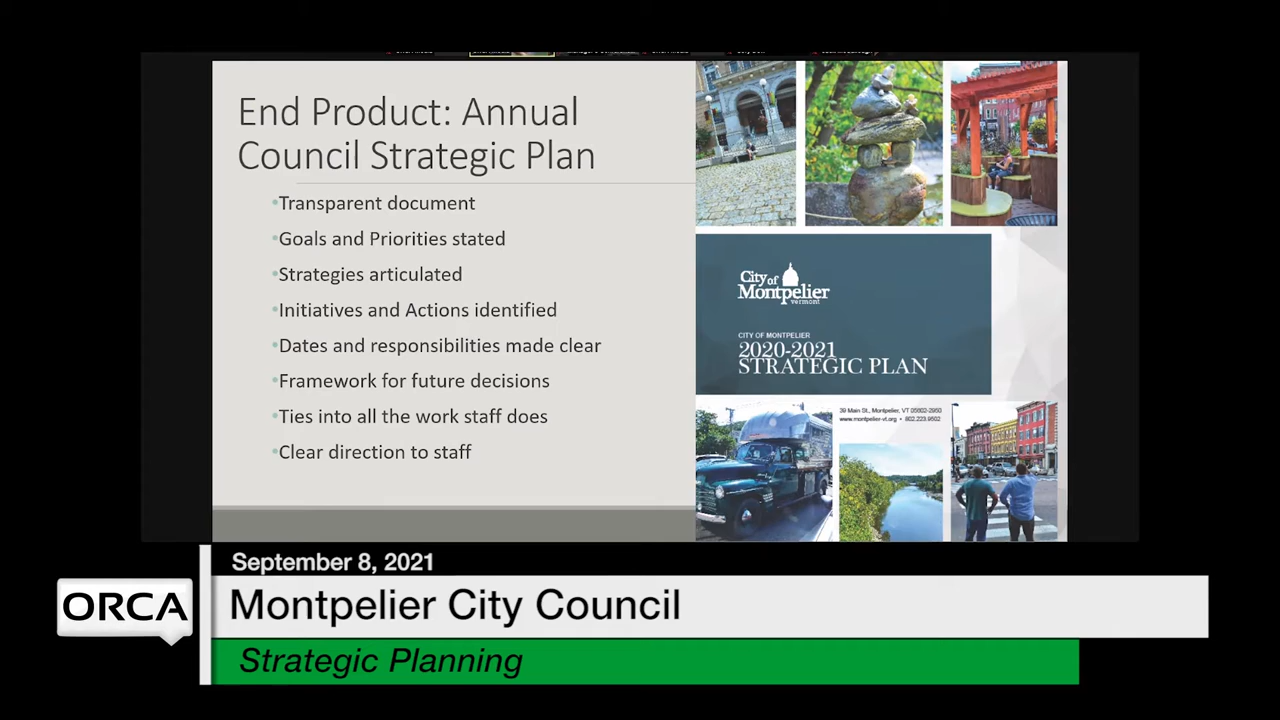 End Product: Annual
Council Strategic Plan
•Transparent document
•Goals and Priorities stated
•Strategies articulated
•Initiatives and Actions identified
•Dates and responsibilities made clear
•Framework for future decisions
•Ties into all the work staff does
•Clear direction to staff
City of
Montpelier
vermont
CITY OF MONTPELIER
2020-2021
STRATEGIC PLAN
39 Main St., Montpelier, VT 05602-2950
www.montpelier-vt.org • 802.223.9502
September 8, 2021
ORCA
Montpelier City Council
Strategic Planning